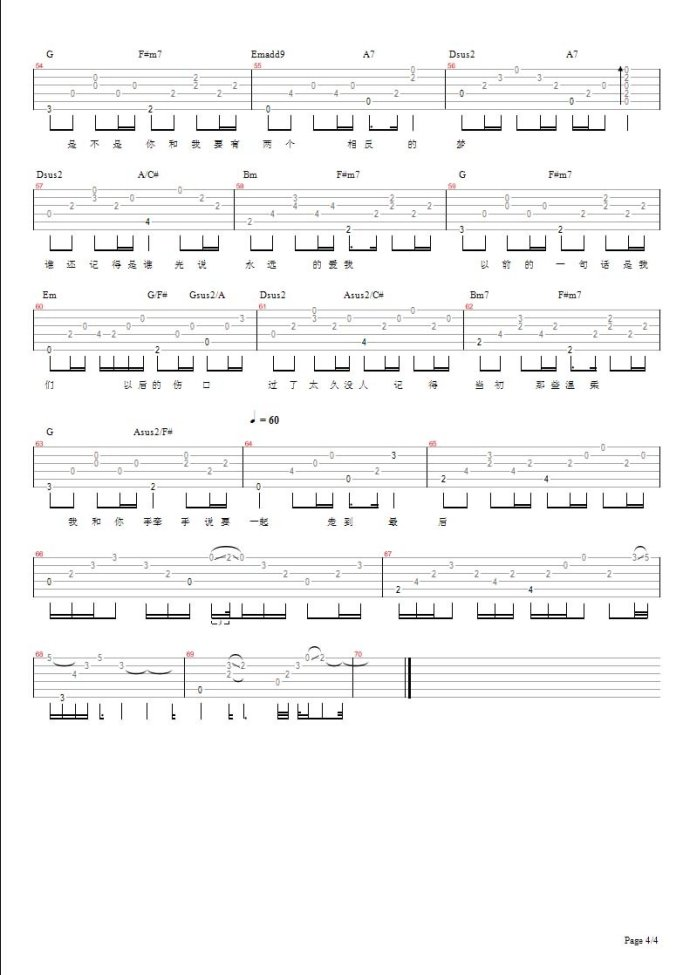 G F#m7 Emadd9 A7 Dsus2 A7
54 55 56
是 不 是 你 和 我 要 有 两 个 相 反 的 梦
Dsus2 A/C# Bm F#m7 G F#m7
57 58 59
谁 还 记 得 是 谁 先 说 永 远 的 爱 我 以 前 的 一 句 话 是 我
Em G/F# Gsus2/A Dsus2 Asus2/C# Bm7 F#m7
60 61 62
们 以 后 的 伤 口 过 了 太 久 没 人 记 得 当 初 那 些 温 柔
♩ = 60
G Asus2/F#
63 64 65
我 和 你 手 牵 手 说 要 一 起 走 到 最 后
66 67
68 69 70
Page 4/4